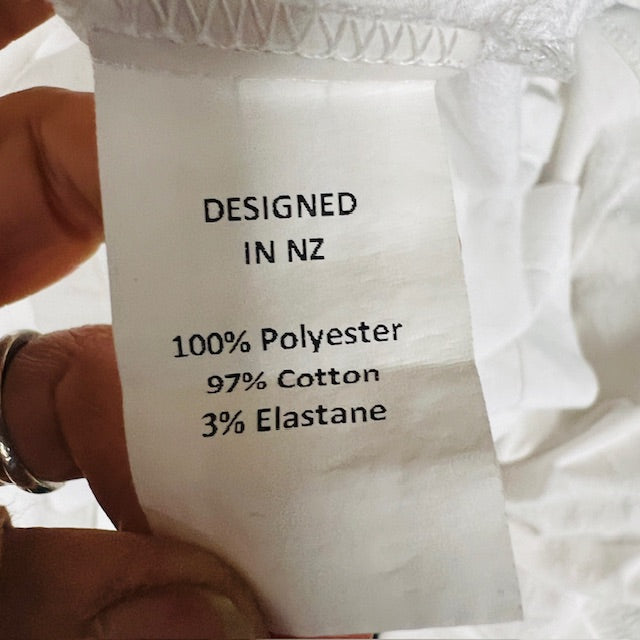 DESIGNED
IN NZ
100% Polyester
97% Cotton
3% Elastane